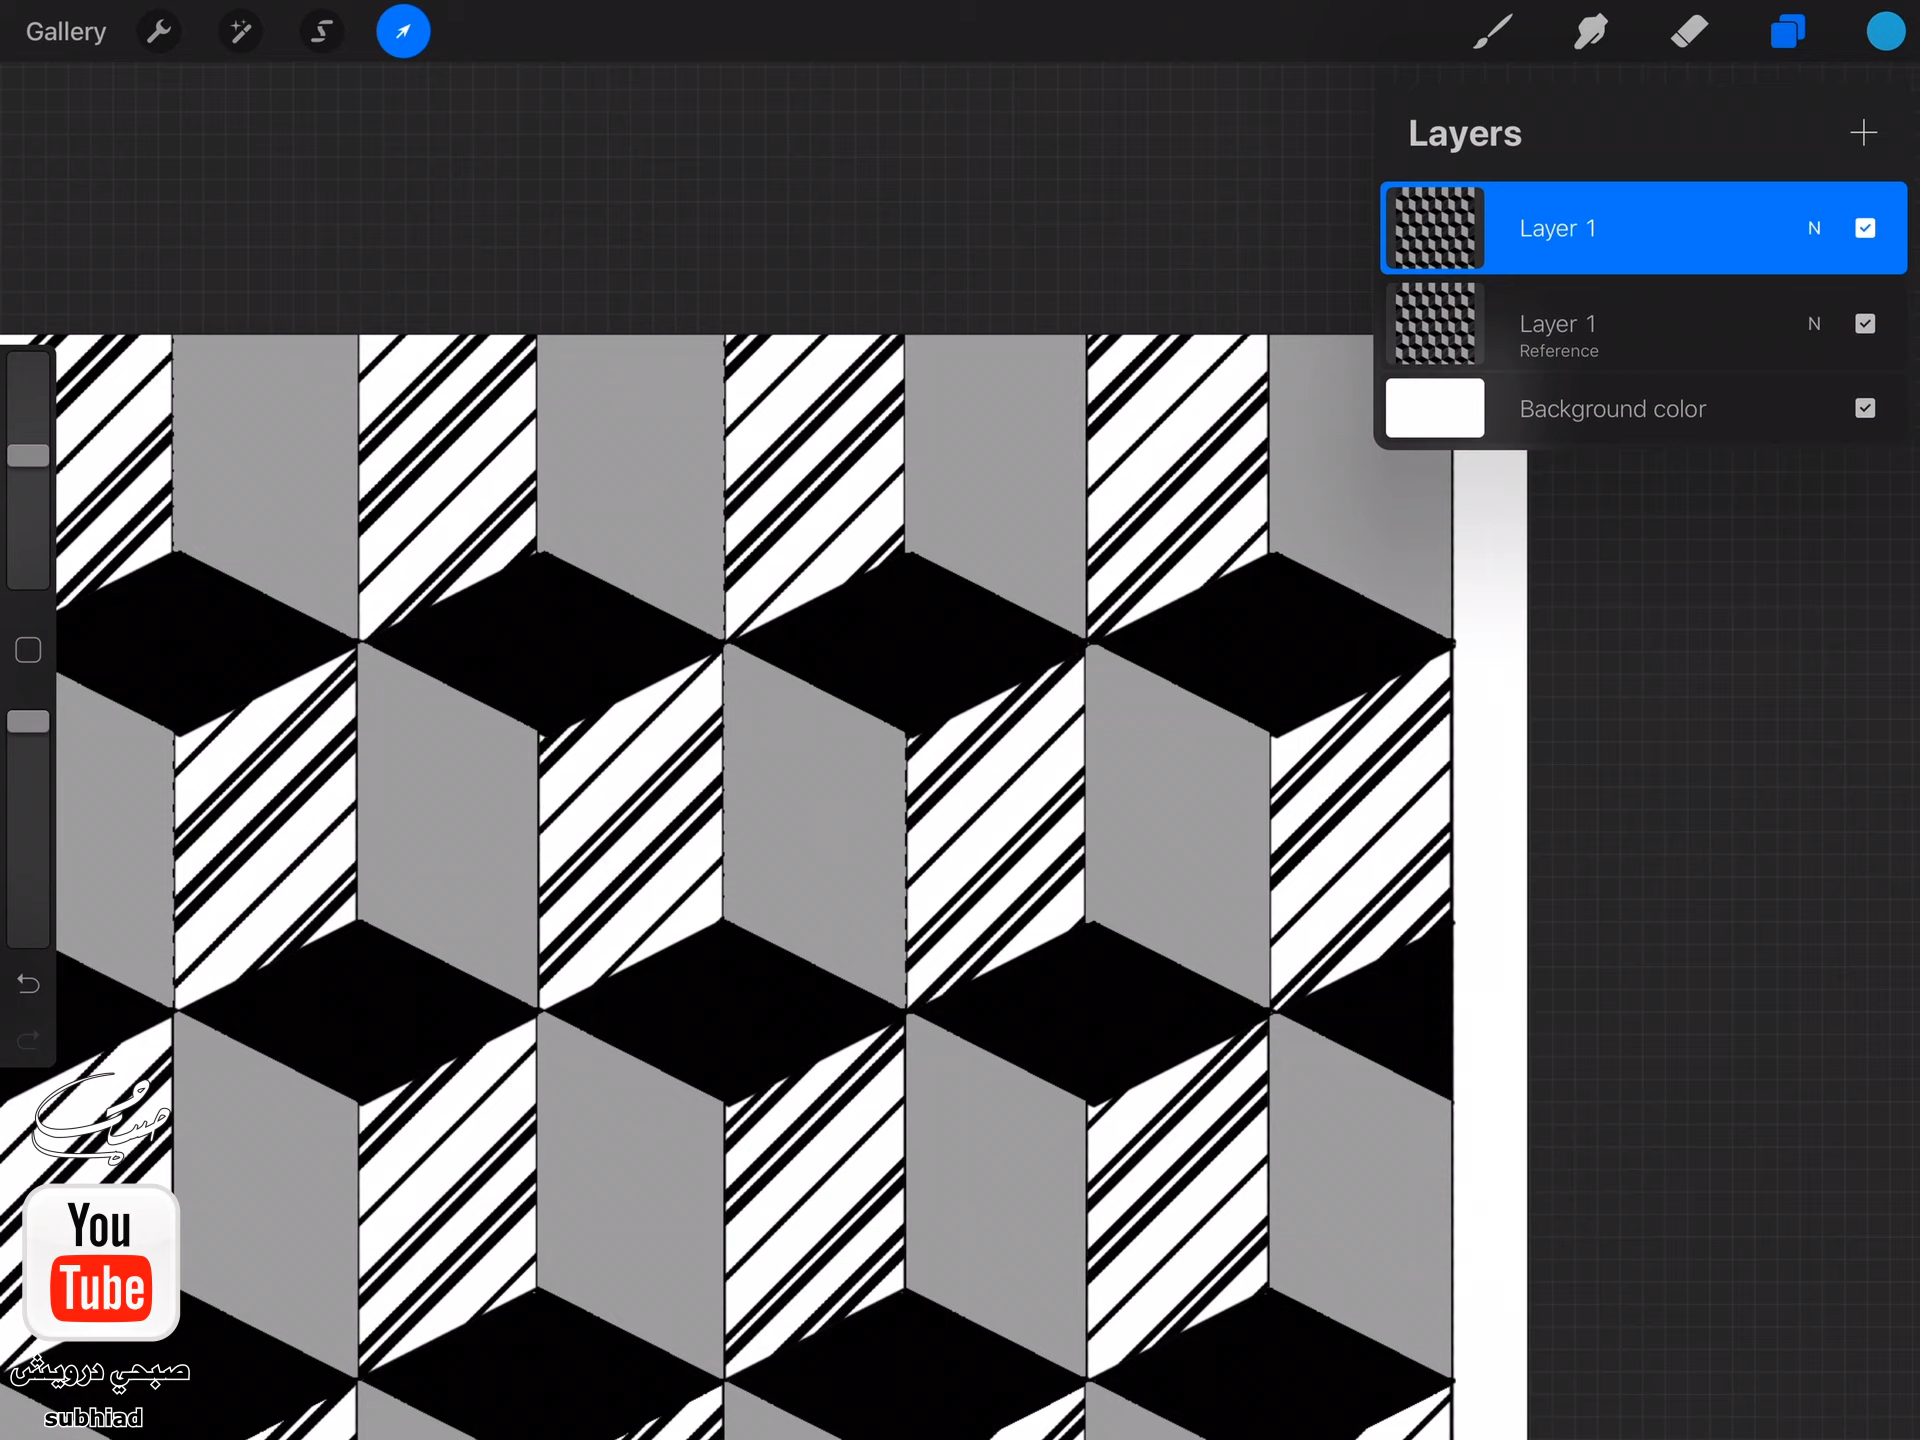 Gallery
Layers
Layer 1
N
Layer 1
N
Reference
Background color
You
Tube
صبحي درويش
subhiad